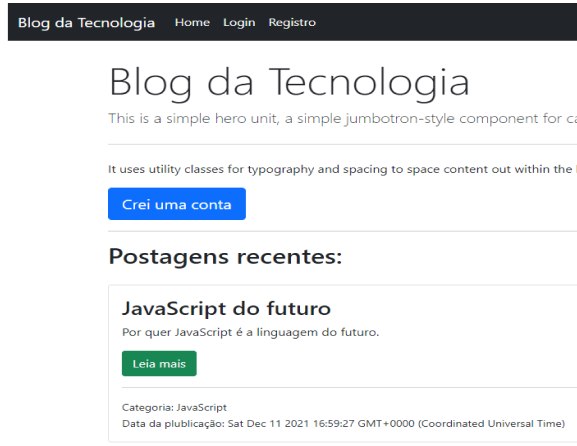 Blog da Tecnologia Home Login Registro
Blog da Tecnologia
This is a simple hero unit, a simple jumbotron-style component for
It uses utility classes for typography and spacing to space content out within the
Crei uma conta
Postagens recentes:
JavaScript do futuro
Por quer JavaScript é a linguagem do futuro.
Leia mais
Categoria: JavaScript
Data da plublicação: Sat Dec 11 2021 16:59:27 GMT+0000 (Coordinated Universal Time)